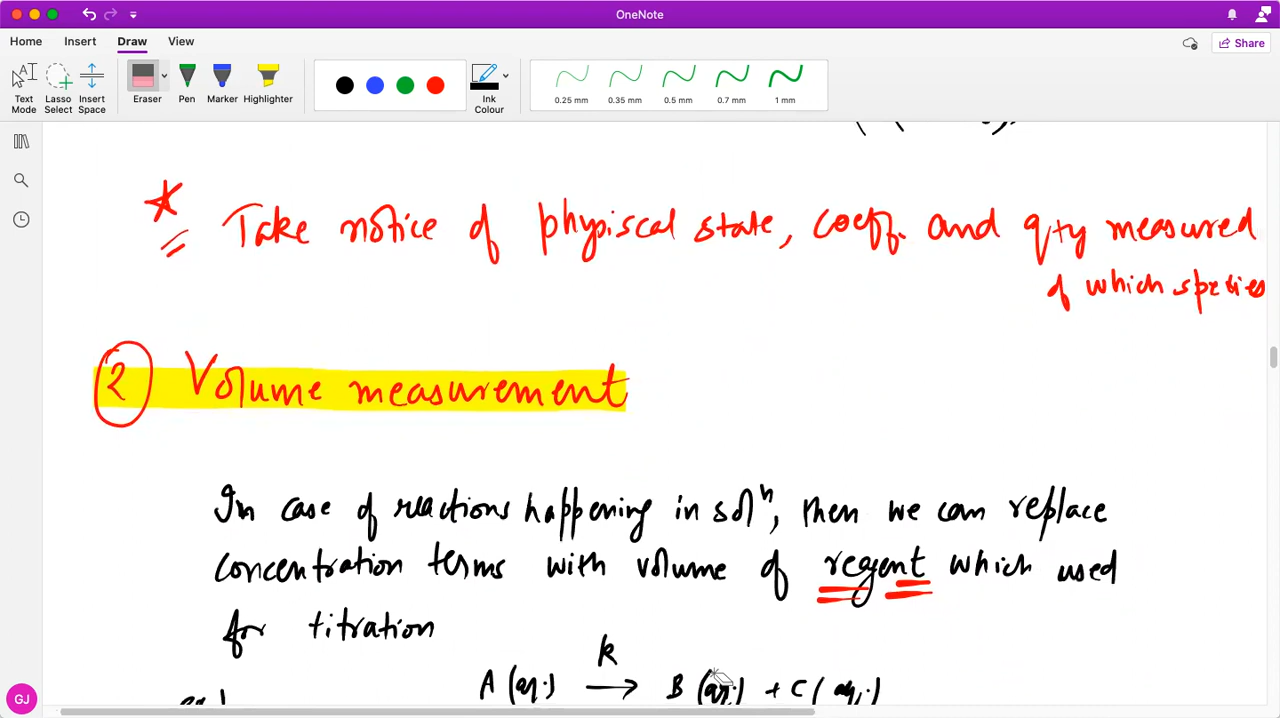 OneNote
Home Insert Draw View
Share
Text Mode
Lasso Select
Insert Space
Eraser
Pen
Marker
Highlighter
Ink Colour
0.25 mm 0.35 mm 0.5 mm 0.7 mm 1 mm
Take notice of phyiscal state, coeff. and qty measured
of which species
2 Volume measurement
In case of reactions happening in solⁿ, then we can replace
concentration terms with volume of regent which used
for titration
k
A (aq.) → B (aq.) + C (aq.)
GJ